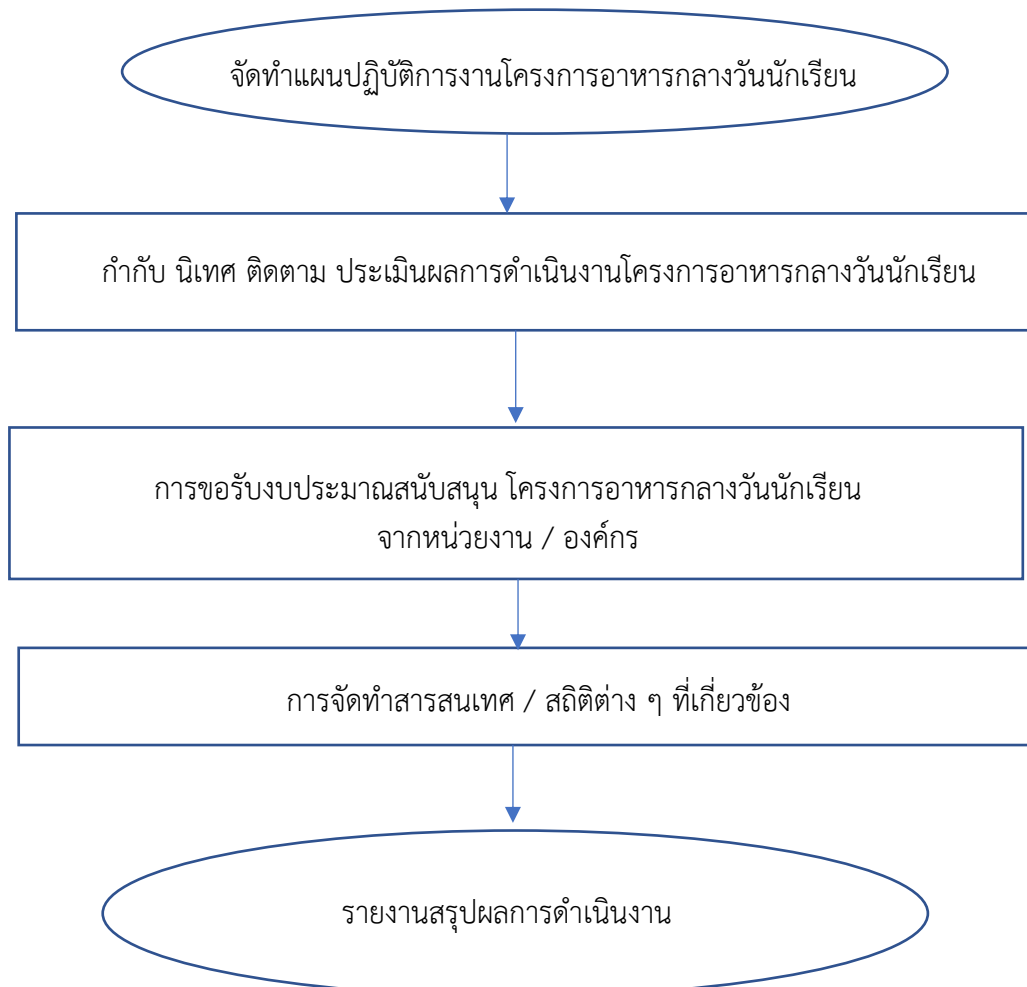 จัดทำแผนปฏิบัติการงานโครงการอาหารกลางวันนักเรียน
กำกับ นิเทศ ติดตาม ประเมินผลการดำเนินงานโครงการอาหารกลางวันนักเรียน
การขอรับงบประมาณสนับสนุน โครงการอาหารกลางวันนักเรียน
จากหน่วยงาน / องค์กร
การจัดทำสารสนเทศ / สถิติต่าง ๆ ที่เกี่ยวข้อง
รายงานสรุปผลการดำเนินงาน